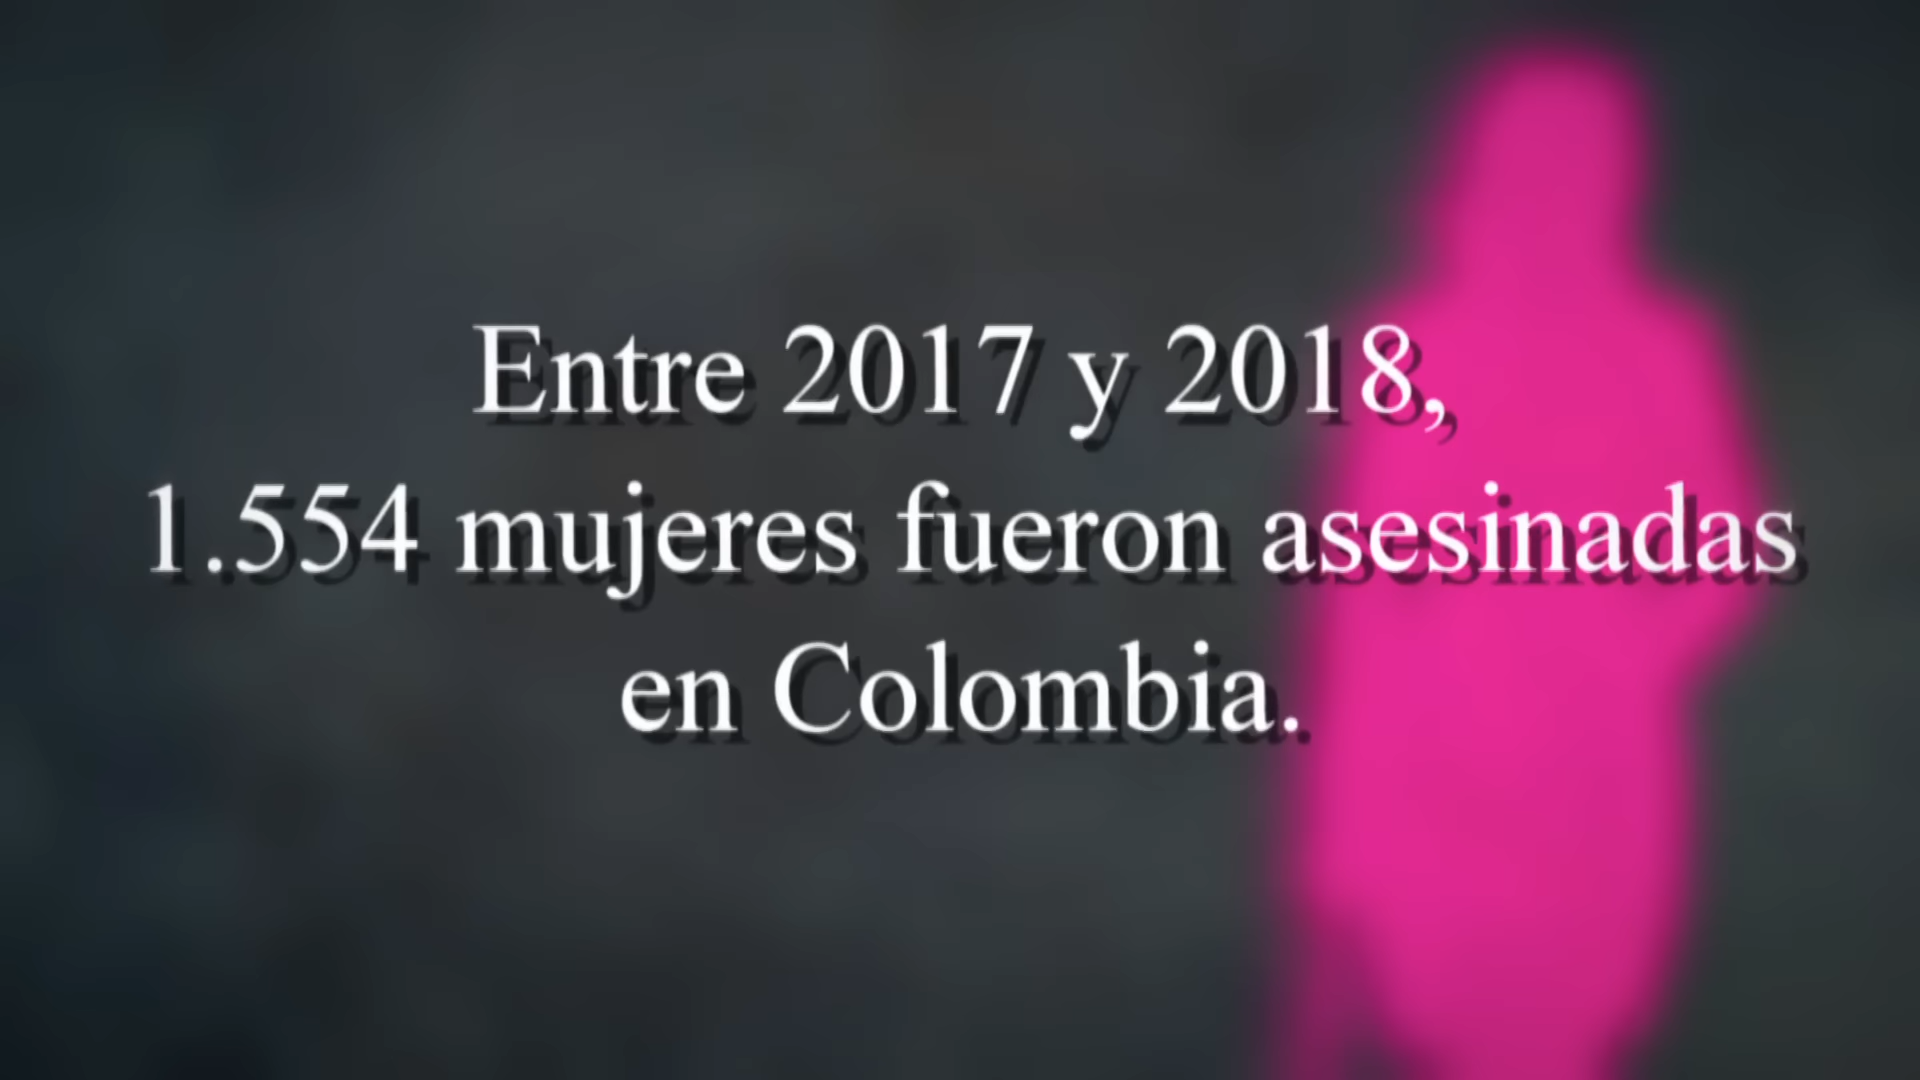 Entre 2017 y 2018,
1.554 mujeres fueron asesinadas
en Colombia.